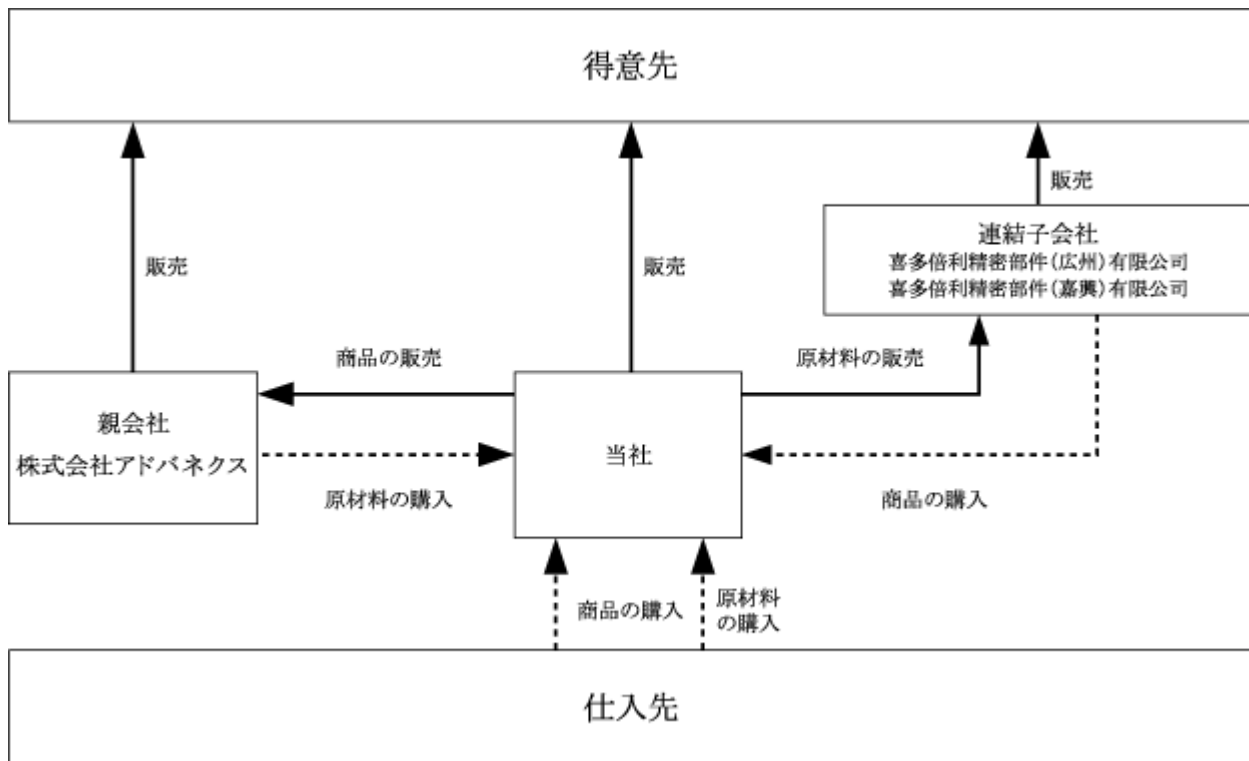 得意先
販売
販売
販売
連結子会社
喜多倍利精密部件(広州)有限公司
喜多倍利精密部件(嘉興)有限公司
商品の販売
原材料の販売
親会社
株式会社アドバネクス
当社
原材料の購入
商品の購入
商品の購入
原材料
の購入
仕入先